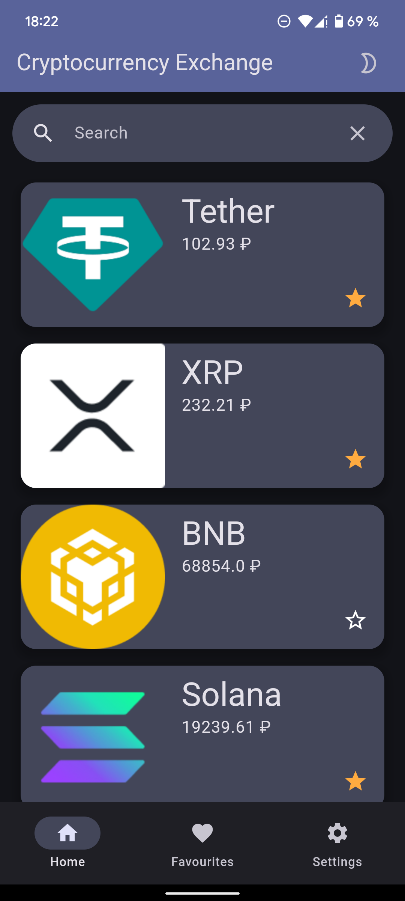 18:22
69 %
Cryptocurrency Exchange
Search
Tether
102.93 ₽
XRP
232.21 ₽
BNB
68854.0 ₽
Solana
19239.61 ₽
Home
Favourites
Settings